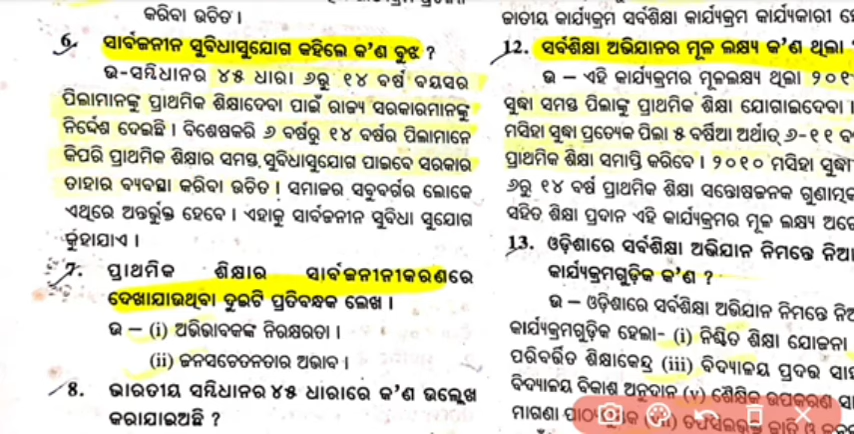 କରିବା ଉଚିତ।
6. ସାର୍ବଜନୀନ ସୁବିଧାସୁଯୋଗ କହିଲେ କ'ଣ ବୁଝ ?
ଉ-ସମ୍ବିଧାନର ୪୫ ଧାରା ୬ରୁ ୧୪ ବର୍ଷ ବୟସର
ପିଲାମାନଙ୍କୁ ପ୍ରାଥମିକ ଶିକ୍ଷାଦେବା ପାଇଁ ରାଜ୍ୟ ସରକାରମାନଙ୍କୁ
ନିର୍ଦ୍ଦେଶ ଦେଇଛି। ବିଶେଷକରି ୬ ବର୍ଷରୁ ୧୪ ବର୍ଷର ପିଲାମାନେ
କିପରି ପ୍ରାଥମିକ ଶିକ୍ଷାର ସମସ୍ତ ସୁବିଧାସୁଯୋଗ ପାଇବେ ସରକାର
ତାହାର ବ୍ୟବସ୍ଥା କରିବା ଉଚିତ। ସମାଜର ସବୁବର୍ଗର ଲୋକେ
ଏଥିରେ ଅନ୍ତର୍ଭୁକ୍ତ ହେବେ। ଏହାକୁ ସାର୍ବଜନୀନ ସୁବିଧା ସୁଯୋଗ
କୁହାଯାଏ।
7. ପ୍ରାଥମିକ ଶିକ୍ଷାର ସାର୍ବଜନୀନୀକରଣରେ
ଦେଖାଯାଉଥିବା ଦୁଇଟି ପ୍ରତିବନ୍ଧକ ଲେଖ।
ଉ – (i) ଅଭିଭାବକଙ୍କ ନିରକ୍ଷରତା।
(ii) ଜନସଚେତନତାର ଅଭାବ।
8. ଭାରତୀୟ ସମ୍ବିଧାନର ୪୫ ଧାରାରେ କ'ଣ ଉଲ୍ଲେଖ
କରାଯାଇଅଛି ?
ଜାତୀୟ କାର୍ଯ୍ୟକ୍ରମ ସର୍ବଶିକ୍ଷା କାର୍ଯ୍ୟକ୍ରମ କାର୍ଯ୍ୟକାରୀ
12. ସର୍ବଶିକ୍ଷା ଅଭିଯାନର ମୂଳ ଲକ୍ଷ୍ୟ କ'ଣ ଥିଲା
ଉ – ଏହି କାର୍ଯ୍ୟକ୍ରମର ମୂଳଲକ୍ଷ୍ୟ ଥିଲା
ସୁଦ୍ଧା ସମସ୍ତ ପିଲାଙ୍କୁ ପ୍ରାଥମିକ ଶିକ୍ଷା ଯୋଗାଇଦେବା।
ମସିହା ସୁଦ୍ଧା ପ୍ରତ୍ୟେକ ପିଲା ୫ ବର୍ଷିଆ ଅର୍ଥାତ୍ ୬-୧୧
ପ୍ରାଥମିକ ଶିକ୍ଷା ସମାପ୍ତି କରିବେ। ୨୦୧୦ ମସିହା ସୁଦ୍ଧା
୬ରୁ ୧୪ ବର୍ଷ ପ୍ରାଥମିକ ଶିକ୍ଷା ସନ୍ତୋଷଜନକ
ସହିତ ଶିକ୍ଷା ପ୍ରଦାନ ଏହି କାର୍ଯ୍ୟକ୍ରମର ମୂଳ ଲକ୍ଷ୍ୟ
13. ଓଡ଼ିଶାରେ ସର୍ବଶିକ୍ଷା ଅଭିଯାନ ନିମନ୍ତେ
କାର୍ଯ୍ୟକ୍ରମଗୁଡ଼ିକ କ'ଣ ?
ଉ – ଓଡ଼ିଶାରେ ସର୍ବଶିକ୍ଷା ଅଭିଯାନ ନିମନ୍ତେ
କାର୍ଯ୍ୟକ୍ରମଗୁଡ଼ିକ ହେଲା- (i) ନିଶ୍ଚିତ ଶିକ୍ଷା ଯୋଜନା
ପରିବର୍ତ୍ତିତ ଶିକ୍ଷାକେନ୍ଦ୍ର (iii) ବିଦ୍ୟାଳୟ ପ୍ରଦତ୍ତ
ବିଦ୍ୟାଳୟ ବିକାଶ ଅନୁଦାନ (v) ଶୈକ୍ଷିକ ଉପକରଣ
ମାଗଣା